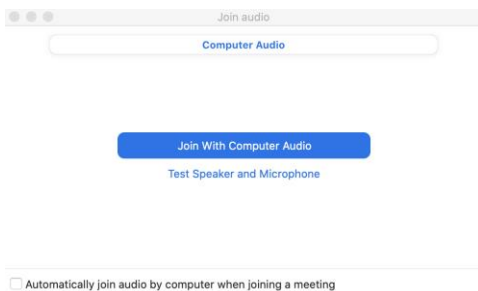 Join audio
Computer Audio
Join With Computer Audio
Test Speaker and Microphone
Automatically join audio by computer when joining a meeting